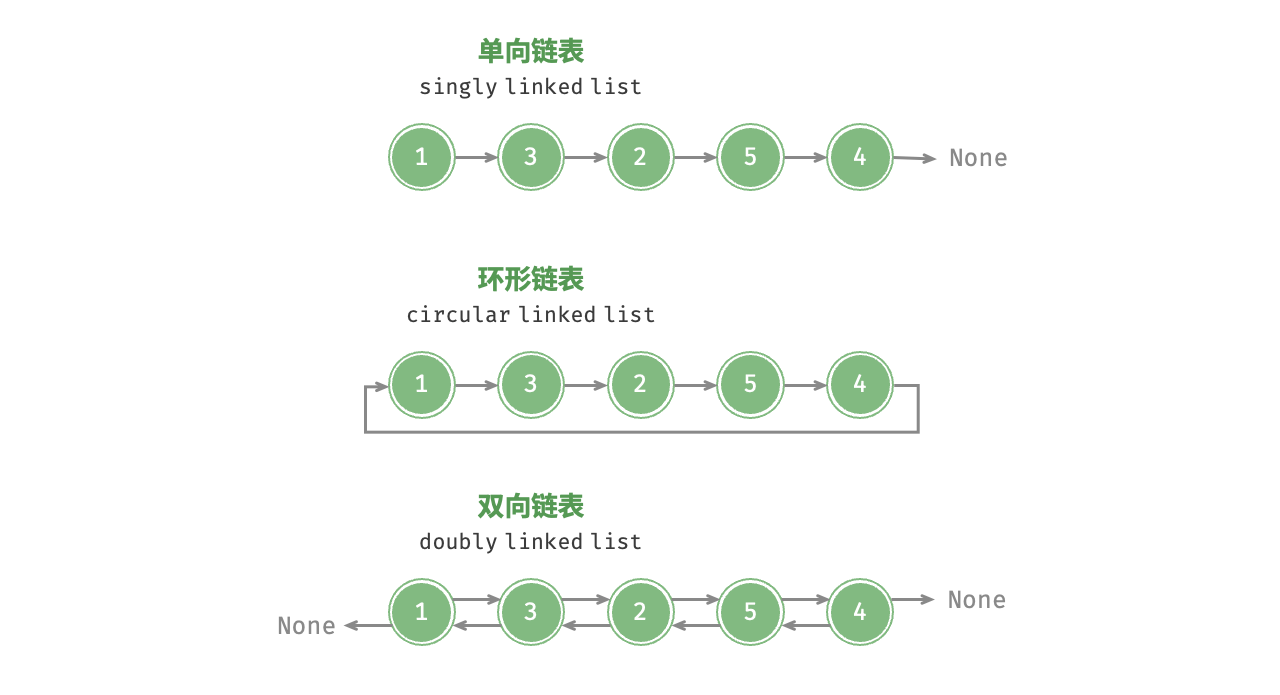 单向链表
singly linked list
1 3 2 5 4 None
环形链表
circular linked list
1 3 2 5 4
双向链表
doubly linked list
1 3 2 5 4 None
None